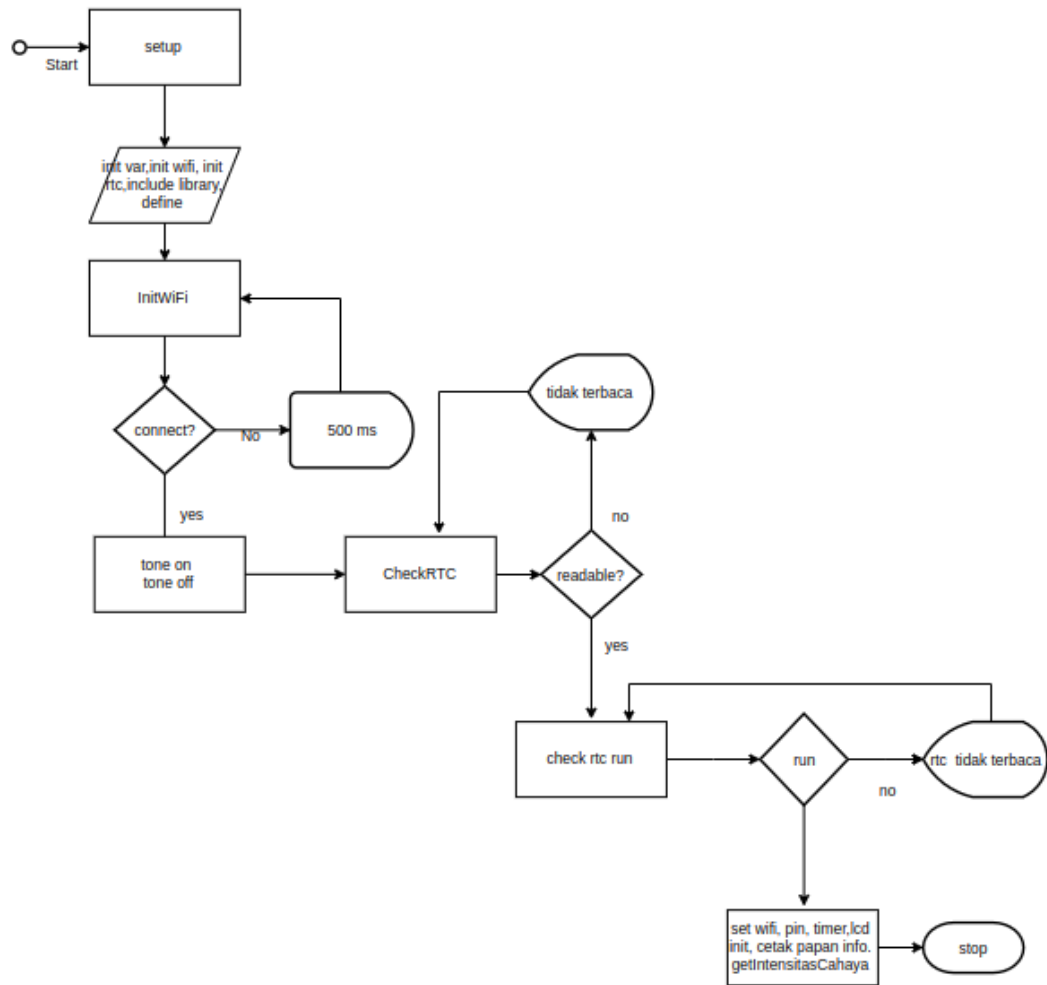 setup
Start
init var,init wifi, init
rtc,include library,
define
InitWiFi
connect?
No
500 ms
yes
tone on
tone off
CheckRTC
readable?
no
tidak terbaca
yes
check rtc run
run
no
rtc tidak terbaca
set wifi, pin, timer,lcd
init, cetak papan info.
getIntensitasCahaya
stop